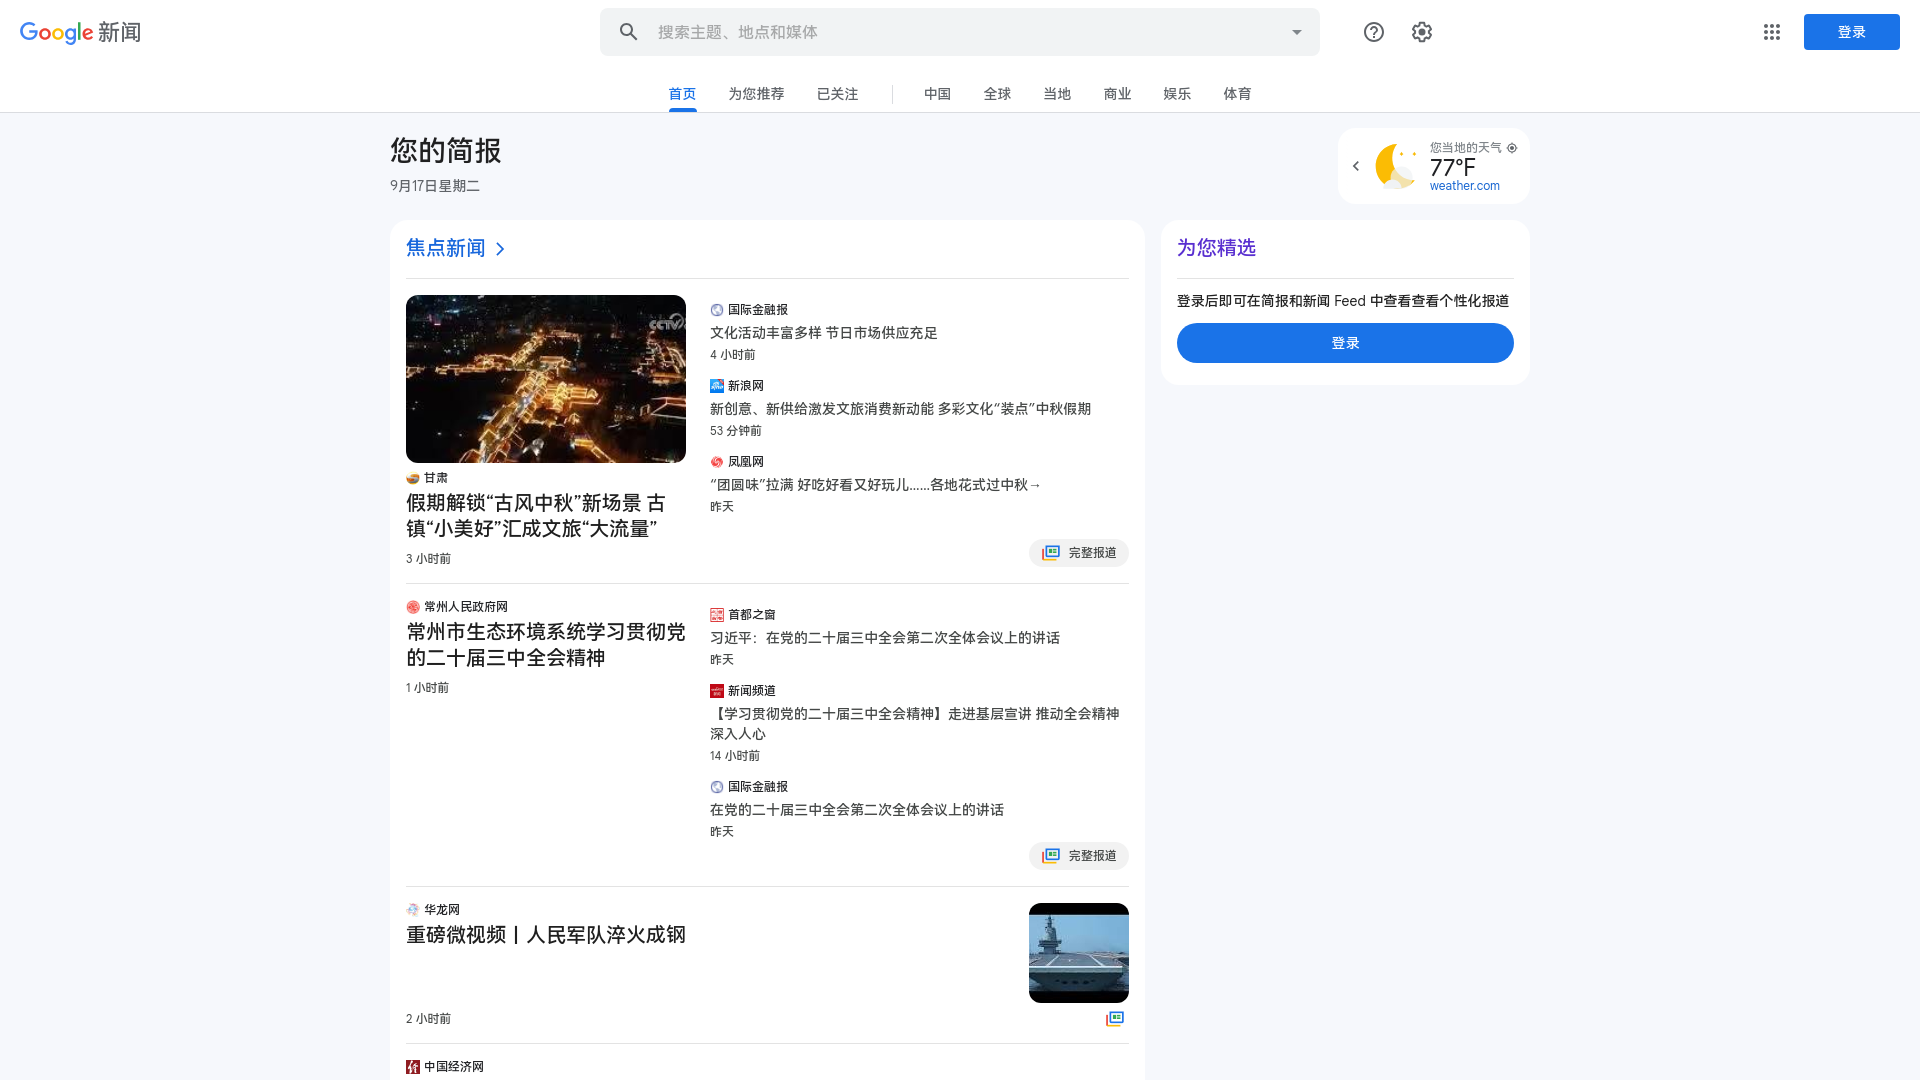 Google 新闻
搜索主题、地点和媒体
登录
首页
为您推荐
已关注
中国
全球
当地
商业
娱乐
体育
您的简报
9月17日星期二
您当地的天气
77°F
weather.com
焦点新闻
CCTV
甘肃
假期解锁“古风中秋”新场景 古
镇“小美好”汇成文旅“大流量”
3 小时前
国际金融报
文化活动丰富多样 节日市场供应充足
4 小时前
新浪网
新创意、新供给激发文旅消费新动能 多彩文化“装点”中秋假期
53 分钟前
凤凰网
“团圆味”拉满 好吃好看又好玩儿……各地花式过中秋→
昨天
完整报道
常州人民政府网
常州市生态环境系统学习贯彻党
的二十届三中全会精神
1 小时前
首都之窗
习近平：在党的二十届三中全会第二次全体会议上的讲话
昨天
新闻频道
【学习贯彻党的二十届三中全会精神】走进基层宣讲 推动全会精神
深入人心
14 小时前
国际金融报
在党的二十届三中全会第二次全体会议上的讲话
昨天
完整报道
华龙网
重磅微视频丨人民军队淬火成钢
2 小时前
中国经济网
为您精选
登录后即可在简报和新闻 Feed 中查看查看个性化报道
登录